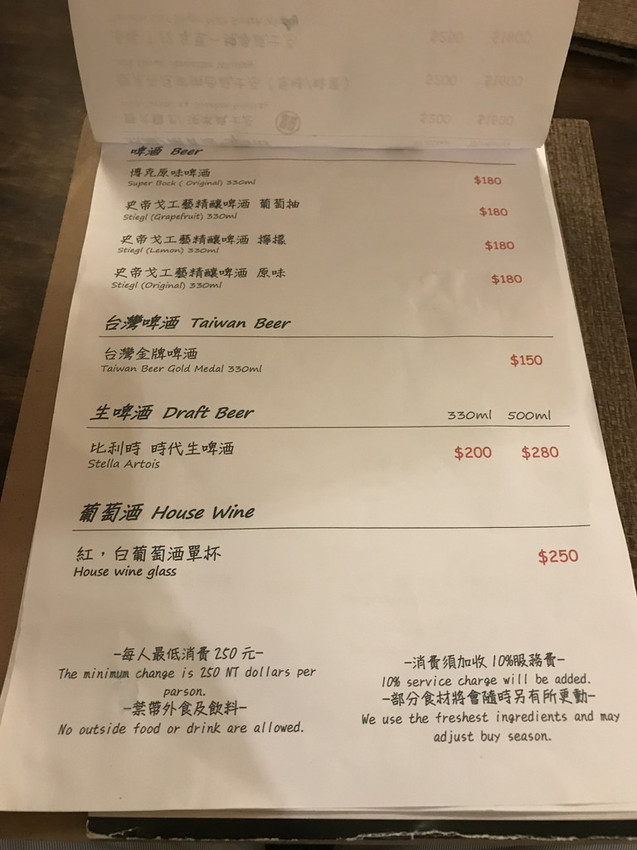 啤酒 Beer
博克原味啤酒 $180
Super Bock ( Original) 330ml
史帝戈工藝精釀啤酒 葡萄抽 $180
Stiegl (Grapefruit) 330ml
史帝戈工藝精釀啤酒 檸檬 $180
Stiegl (Lemon) 330ml
史帝戈工藝精釀啤酒 原味 $180
Stiegl (Original) 330ml
台灣啤酒 Taiwan Beer
台灣金牌啤酒 $150
Taiwan Beer Gold Medal 330ml
生啤酒 Draft Beer 330ml 500ml
比利時 時代生啤酒 $200 $280
Stella Artois
葡萄酒 House Wine
紅，白葡萄酒單杯 $250
House wine glass
-每人最低消費 250 元-
The minimum change is 250 NT dollars per
parson.
-禁帶外食及飲料-
No outside food or drink are allowed.
-消費須加收 10%服務費-
10% service charge will be added.
-部分食材將會隨時另有所更動-
We use the freshest ingredients and may
adjust buy season.